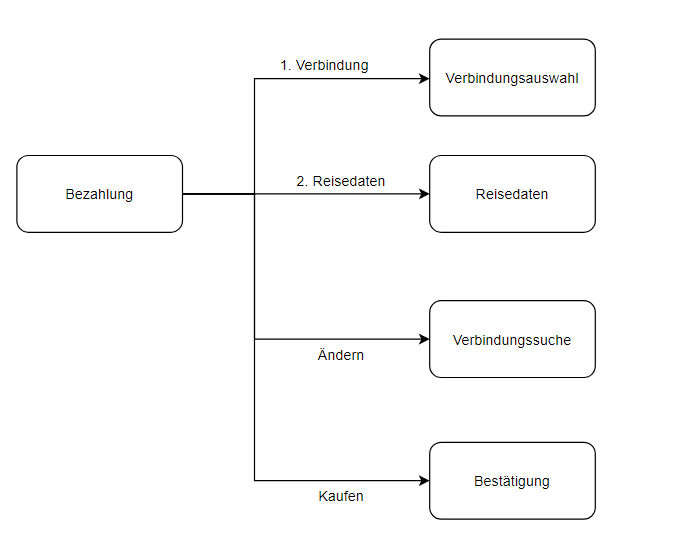 1. Verbindung
Verbindungsauswahl
Bezahlung
2. Reisedaten
Reisedaten
Verbindungssuche
Ändern
Bestätigung
Kaufen